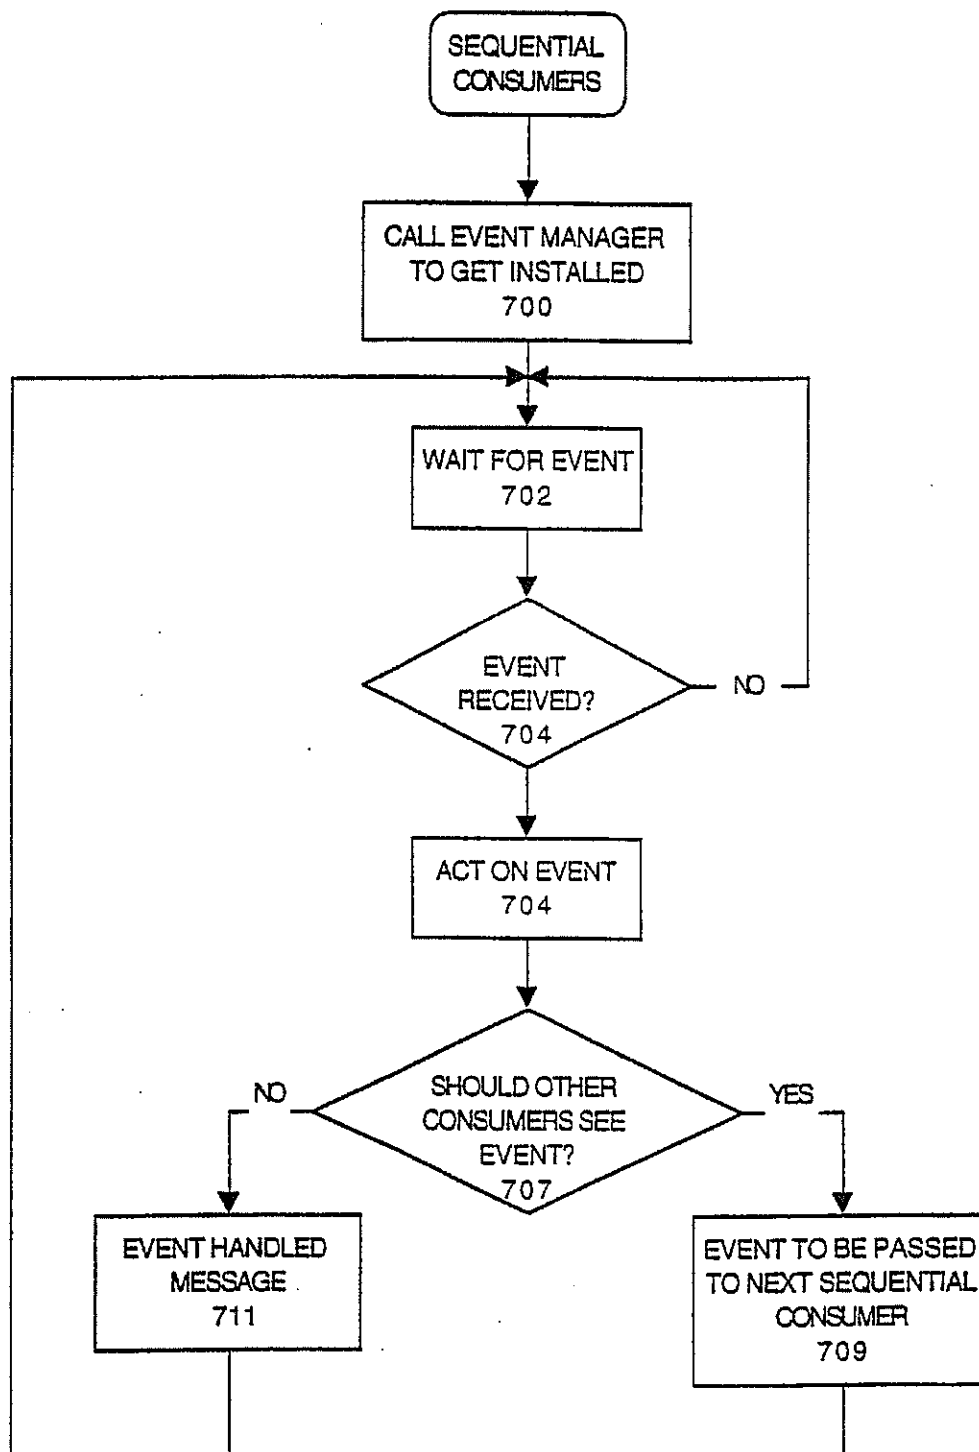 SEQUENTIAL
CONSUMERS
CALL EVENT MANAGER
TO GET INSTALLED
700
WAIT FOR EVENT
702
EVENT
RECEIVED?
704
NO
ACT ON EVENT
704
NO
SHOULD OTHER
CONSUMERS SEE
EVENT?
707
YES
EVENT HANDLED
MESSAGE
711
EVENT TO BE PASSED
TO NEXT SEQUENTIAL
CONSUMER
709